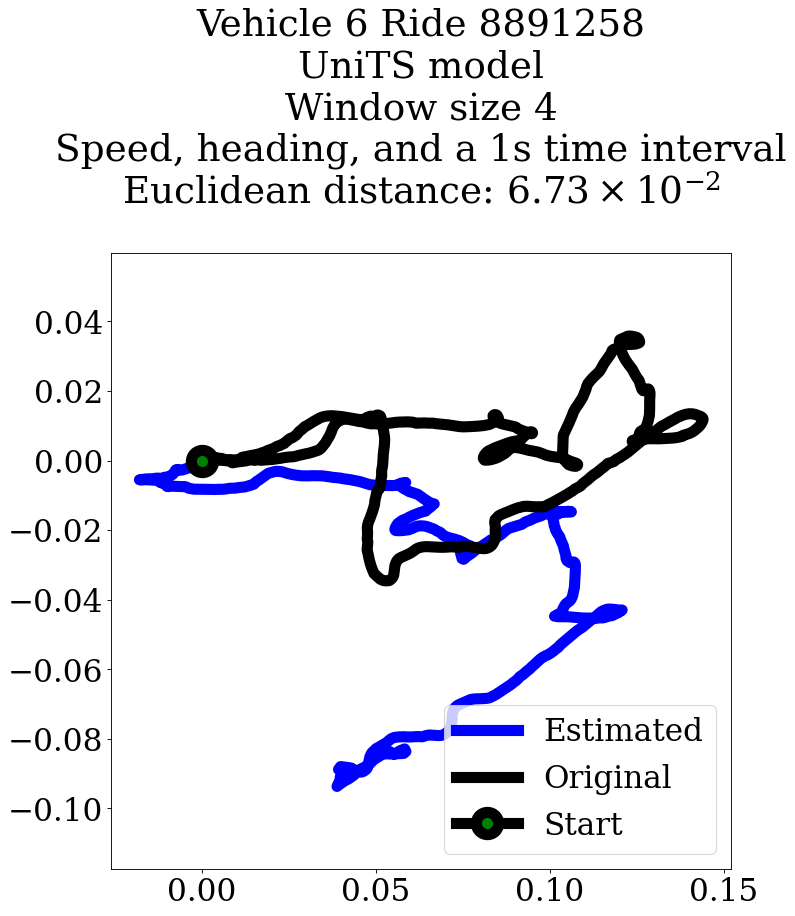 Vehicle 6 Ride 8891258
UniTS model
Window size 4
Speed, heading, and a 1s time interval
Euclidean distance: 6.73 × 10⁻²
0.04
0.02
0.00
−0.02
−0.04
−0.06
−0.08
−0.10
Estimated
Original
Start
0.00 0.05 0.10 0.15